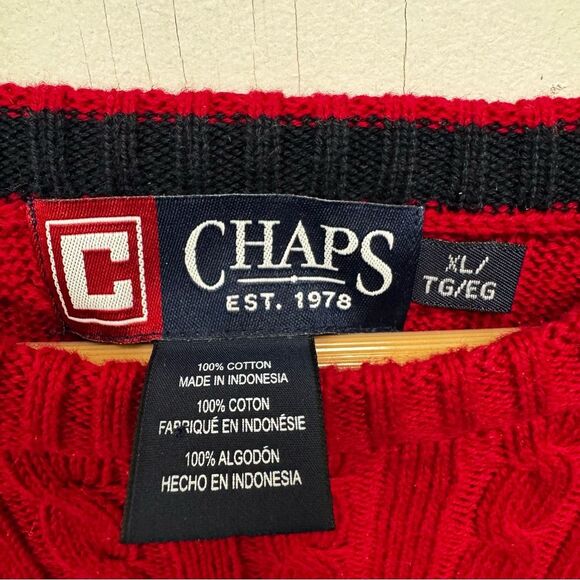 C
CHAPS
EST. 1978
XL/
TG/EG
100% COTTON
MADE IN INDONESIA
100% COTON
FABRIQUÉ EN INDONÉSIE
100% ALGODÓN
HECHO EN INDONESIA